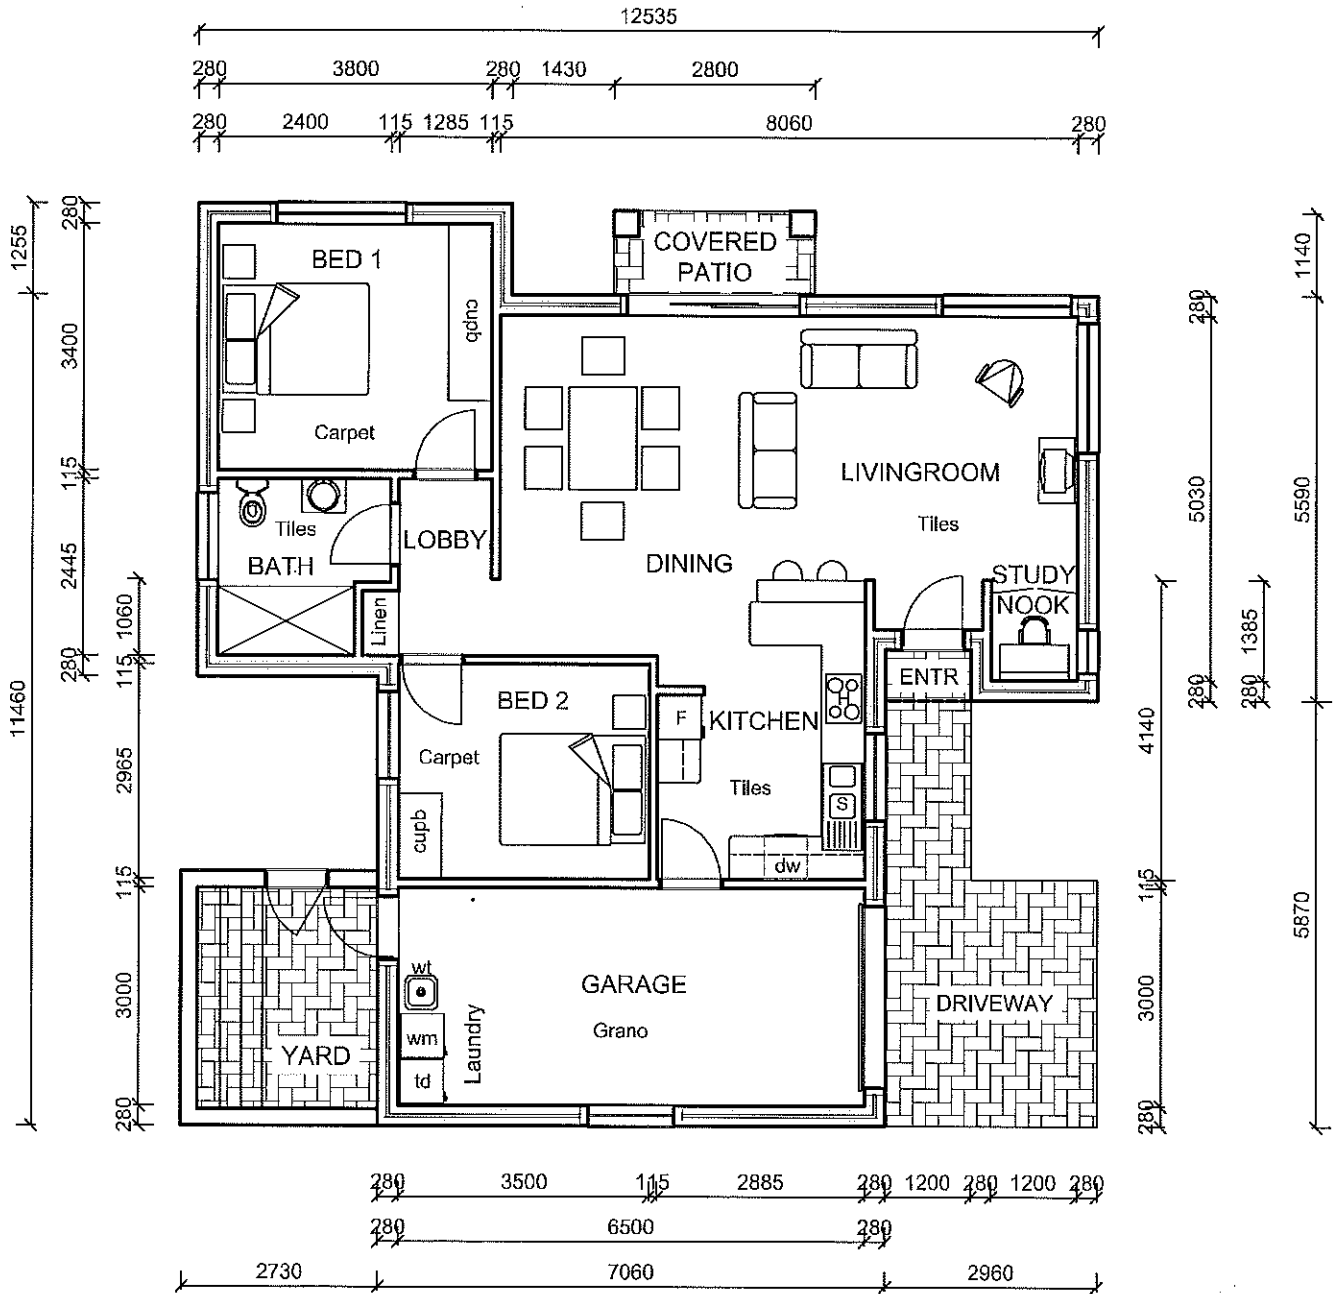 12535
280 3800 280 1430 2800
280 2400 115 1285 115 8060 280
1255
11460
280
3400
115
2445
280
1060
115
2965
115
3000
280
BED 1
cupb
Carpet
COVERED
PATIO
LIVINGROOM
Tiles
DINING
Tiles
BATH
LOBBY
Linen
STUDY
NOOK
ENTR
BED 2
Carpet
cupb
F
KITCHEN
Tiles
S
dw
H
GARAGE
Grano
wt
wm
td
Laundry
YARD
DRIVEWAY
280
5030
280
1140
5590
5870
1385
280
4140
115
3000
280
280 3500 115 2885 280 1200 280 1200 280
280 6500 280
2730 7060 2960